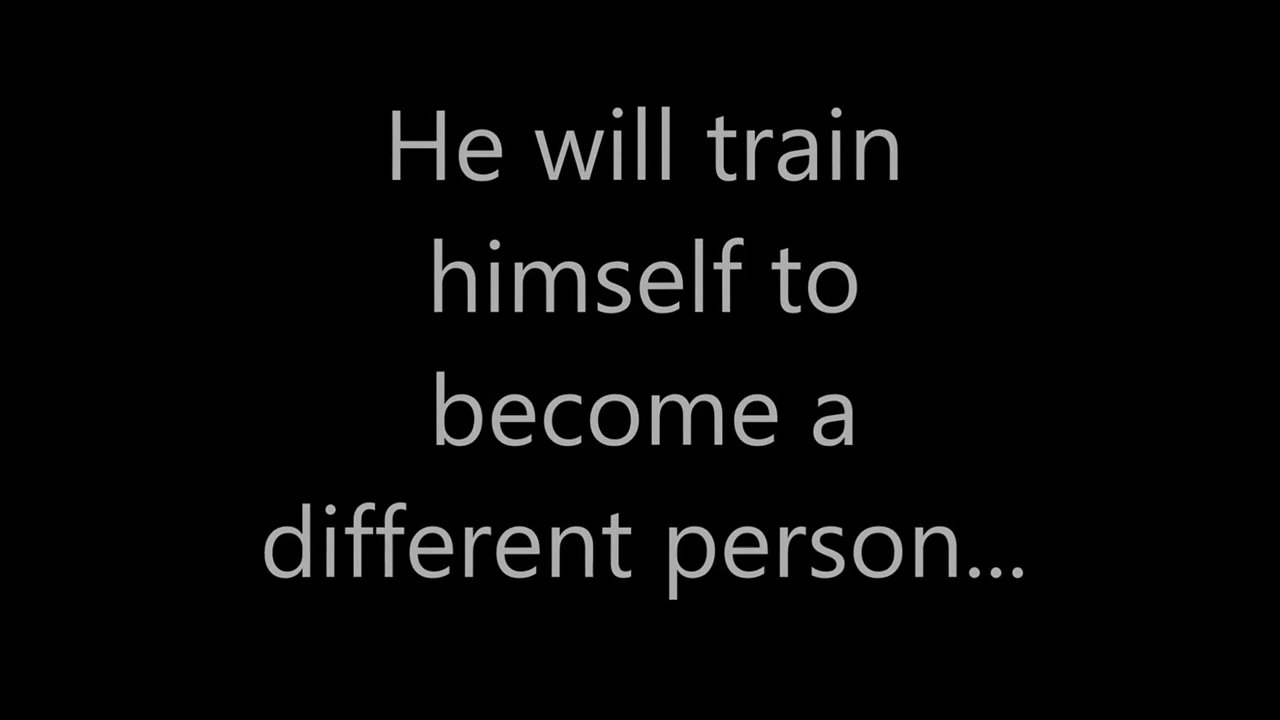 He will train
himself to
become a
different person...